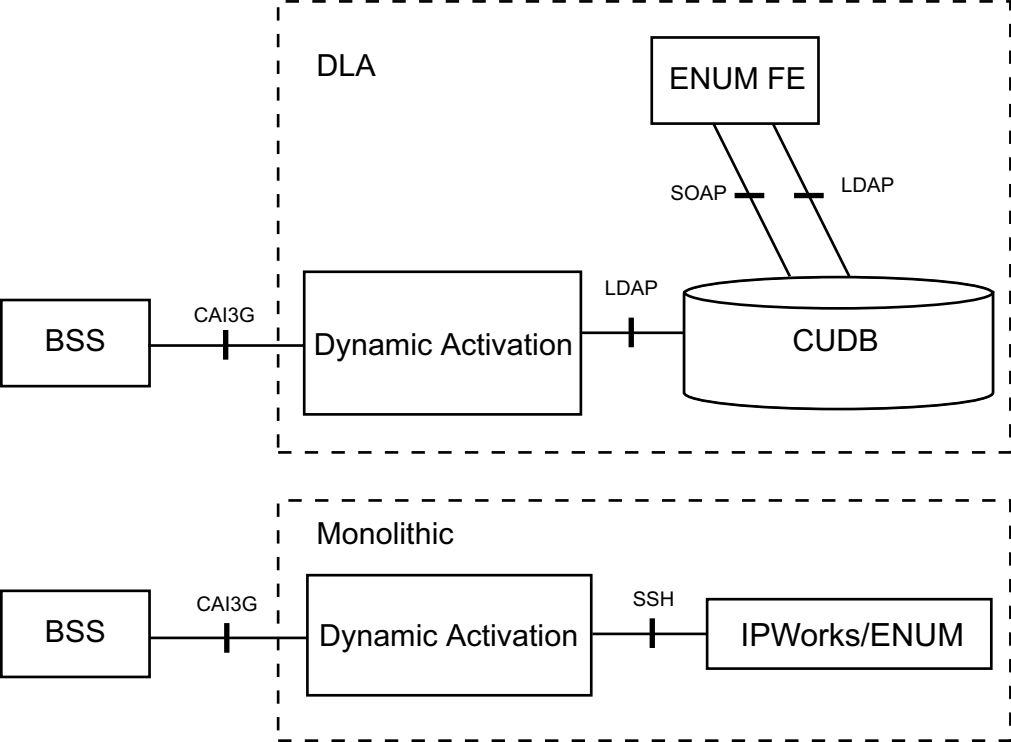 DLA
ENUM FE
SOAP
LDAP
BSS
CAI3G
Dynamic Activation
LDAP
CUDB
Monolithic
BSS
CAI3G
Dynamic Activation
SSH
IPWorks/ENUM